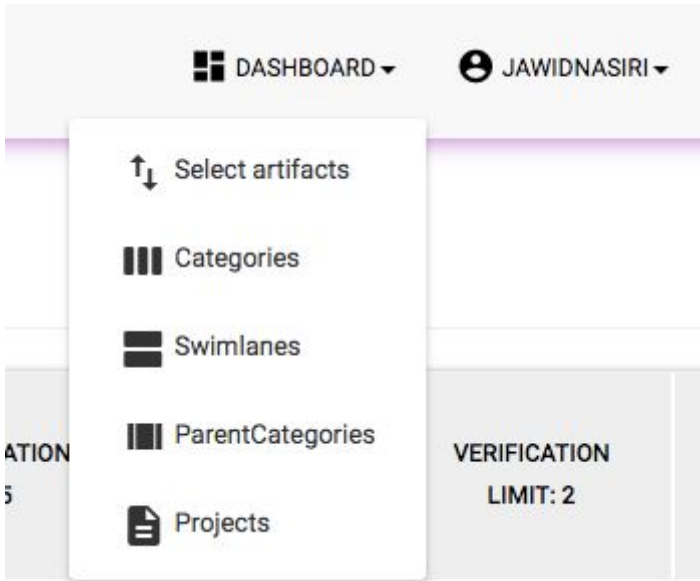 DASHBOARD
JAWIDNASIRI
Select artifacts
Categories
Swimlanes
ParentCategories
Projects
VERIFICATION
LIMIT: 2